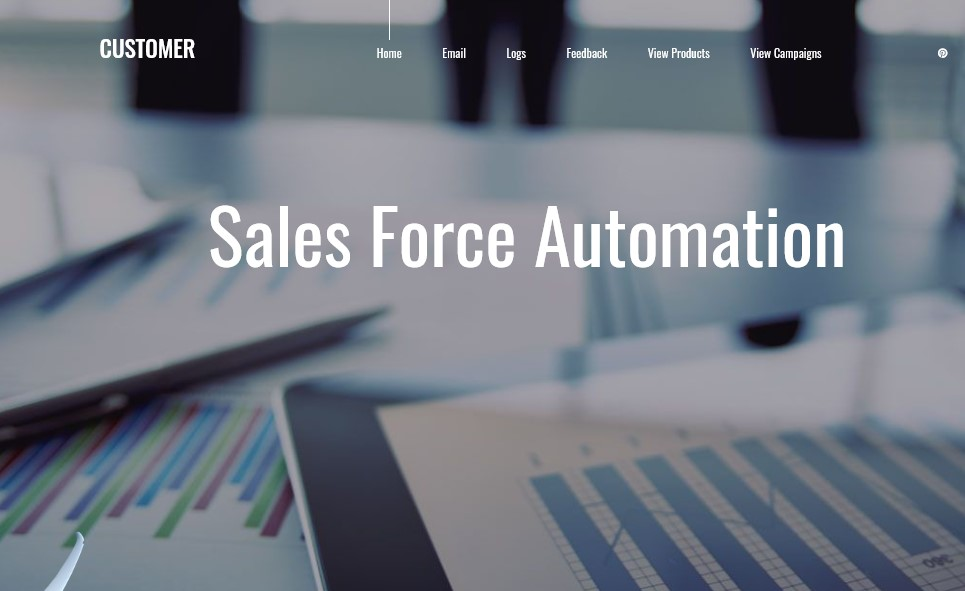 CUSTOMER
Home Email Logs Feedback View Products View Campaigns
Sales Force Automation